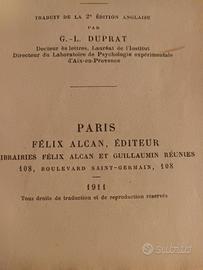 TRADUIT DE LA 2e ÉDITION ANGLAISE
PAR
G.-L. DUPRAT
Docteur ès lettres, Lauréat de l'Institut
Directeur du Laboratoire de Psychologie expérimentale
d'Aix-en-Provence
PARIS
FÉLIX ALCAN, ÉDITEUR
LIBRAIRIES FÉLIX ALCAN ET GUILLAUMIN RÉUNIES
108, BOULEVARD SAINT-GERMAIN, 108
1911
Tous droits de traduction et de reproduction réservés
subito